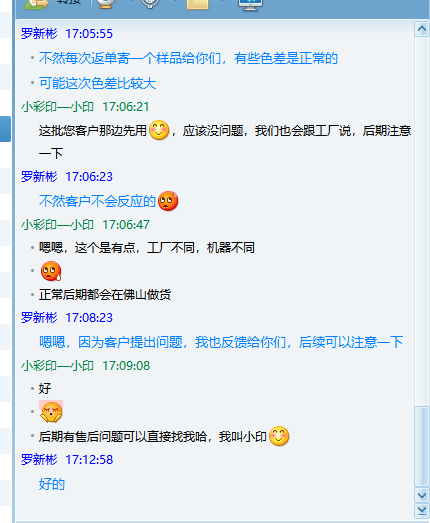 转接
罗新彬 17:05:55
不然每次返单寄一个样品给你们，有些色差是正常的
可能这次色差比较大
小彩印—小印 17:06:21
这批您客户那边先用，应该没问题，我们也会跟工厂说，后期注意
一下
罗新彬 17:06:23
不然客户不会反应的
小彩印—小印 17:06:47
嗯嗯，这个是有点，工厂不同，机器不同
正常后期都会在佛山做货
罗新彬 17:08:23
嗯嗯，因为客户提出问题，我也反馈给你们，后续可以注意一下
小彩印—小印 17:09:08
好
后期有售后问题可以直接找我哈，我叫小印
罗新彬 17:12:58
好的